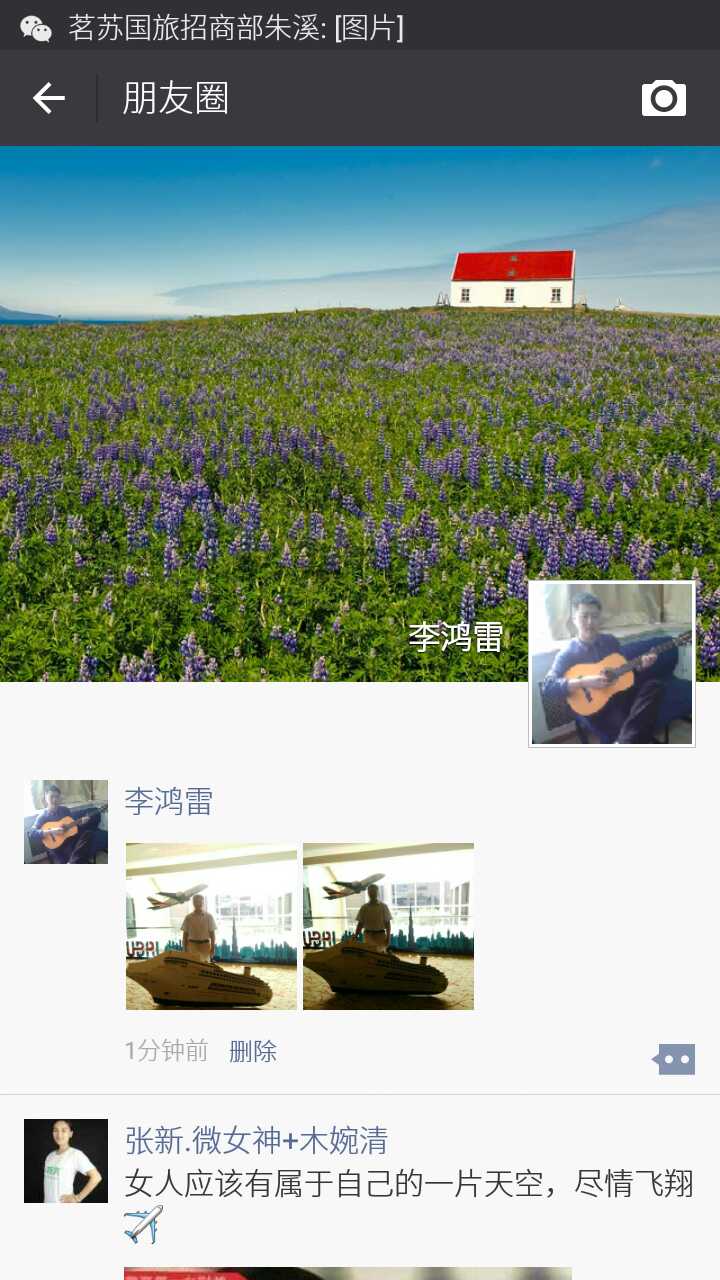 茗苏国旅招商部朱溪: [图片]
朋友圈
李鸿雷
李鸿雷
1分钟前 删除
张新.微女神+木婉清
女人应该有属于自己的一片天空，尽情飞翔